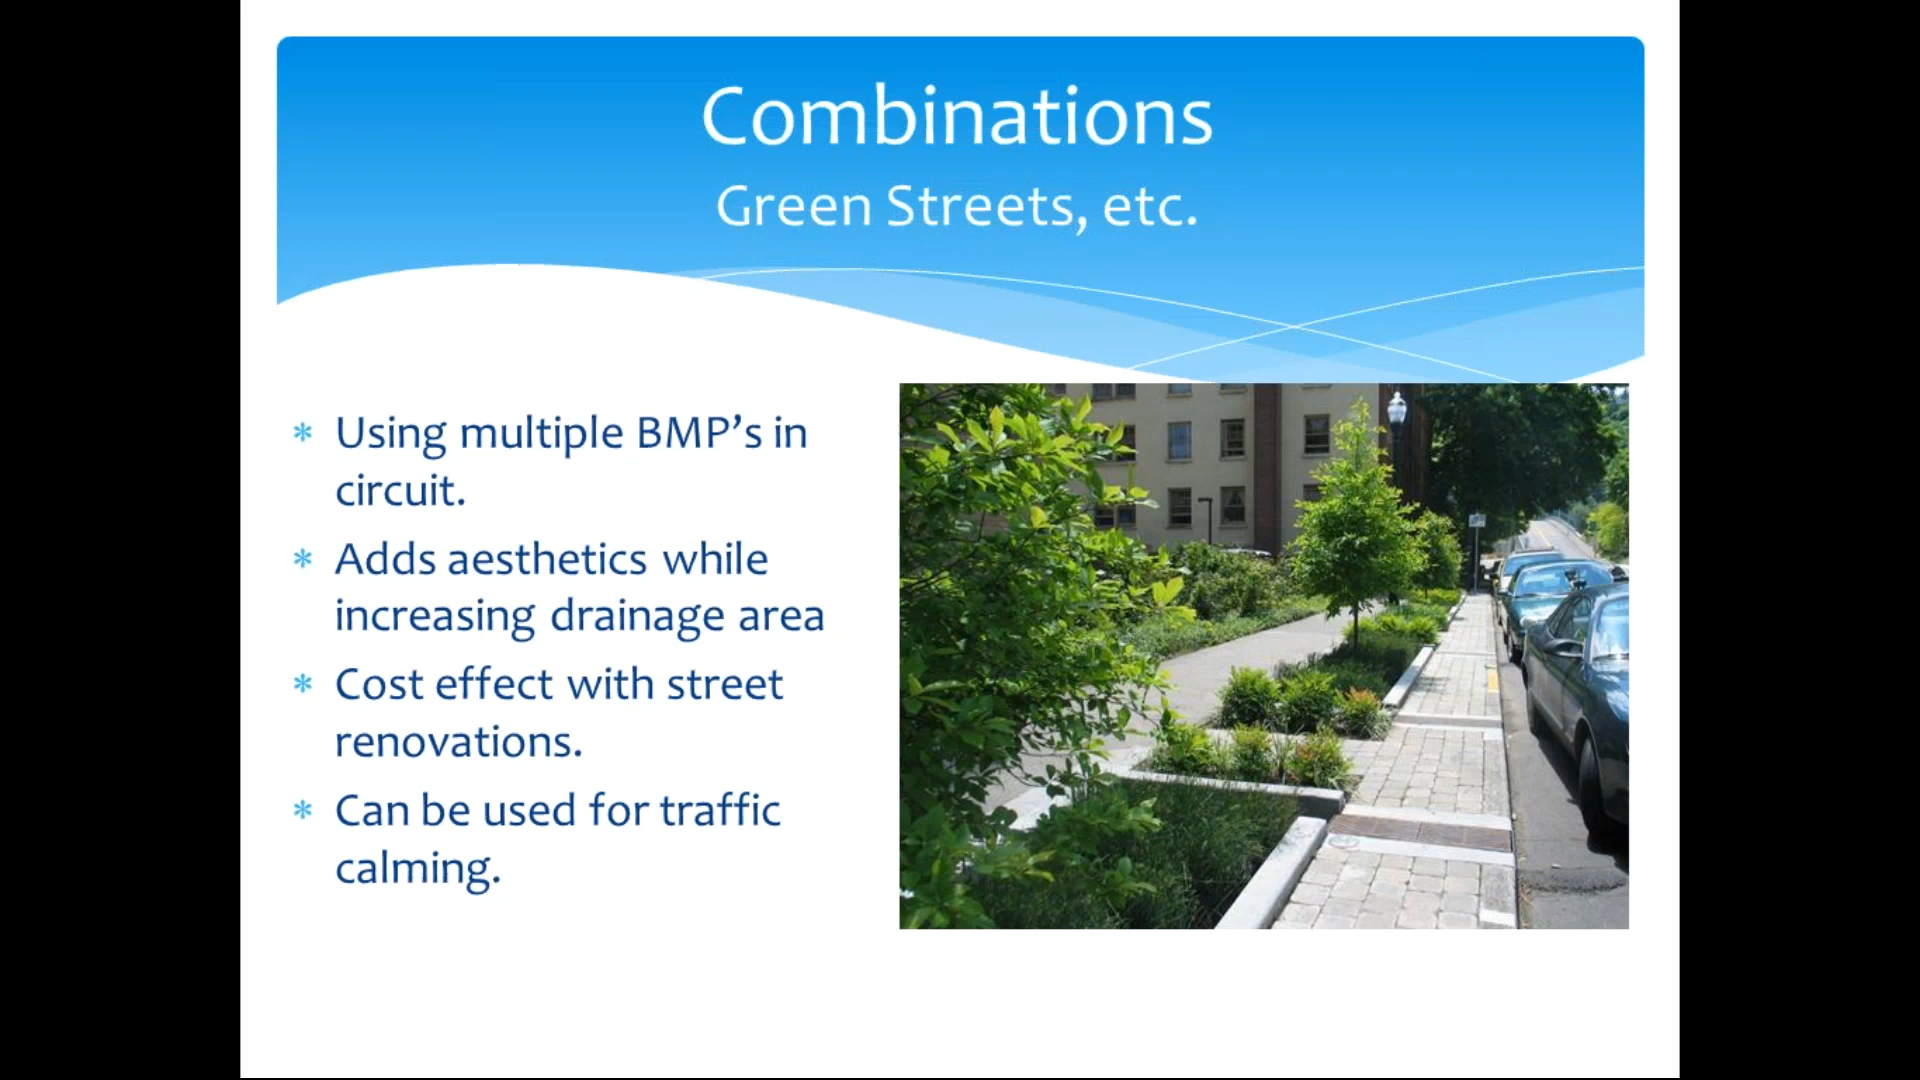 Combinations
Green Streets, etc.
* Using multiple BMP’s in
circuit.
* Adds aesthetics while
increasing drainage area
* Cost effect with street
renovations.
* Can be used for traffic
calming.